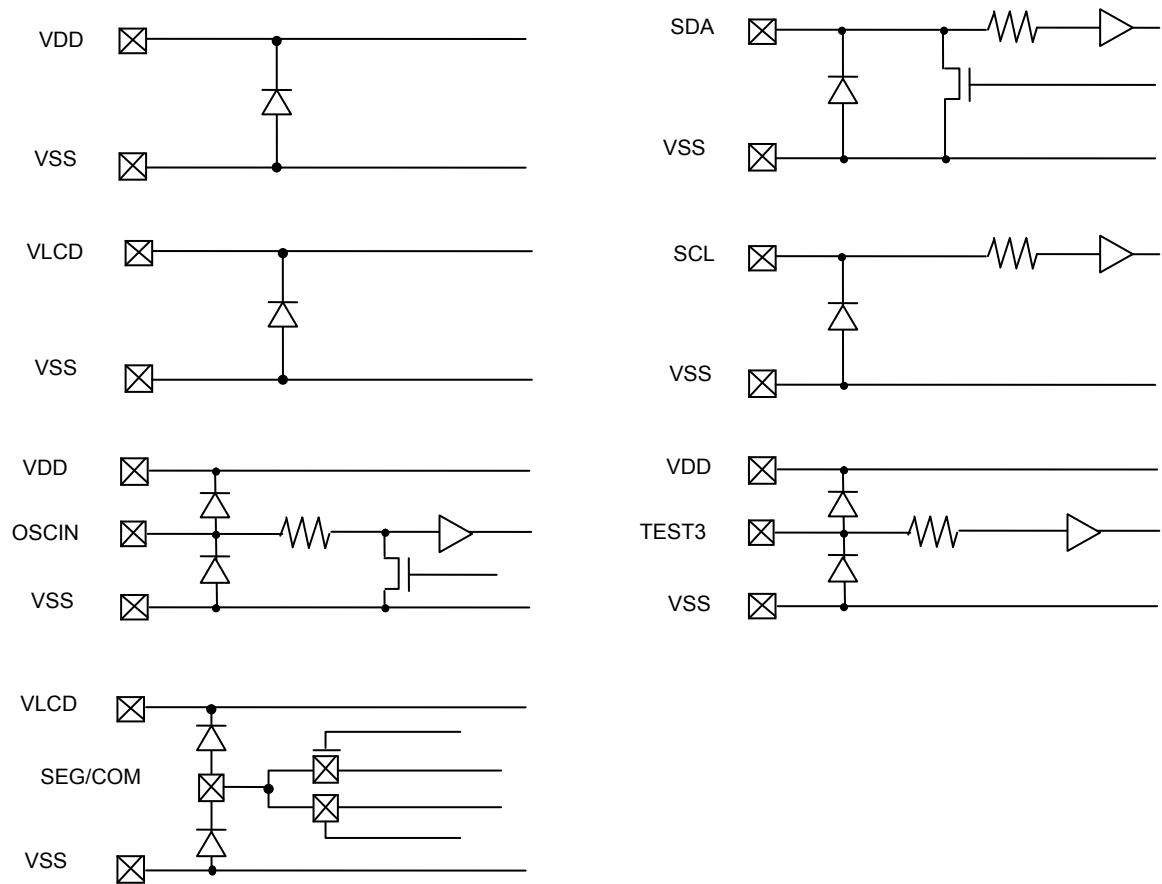 VDD
VSS
VLCD
VSS
VDD
OSCIN
VSS
VLCD
SEG/COM
VSS
SDA
VSS
SCL
VSS
VDD
TEST3
VSS